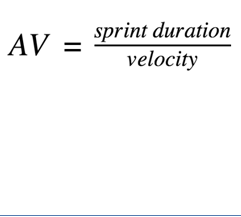 AV = sprint duration
velocity